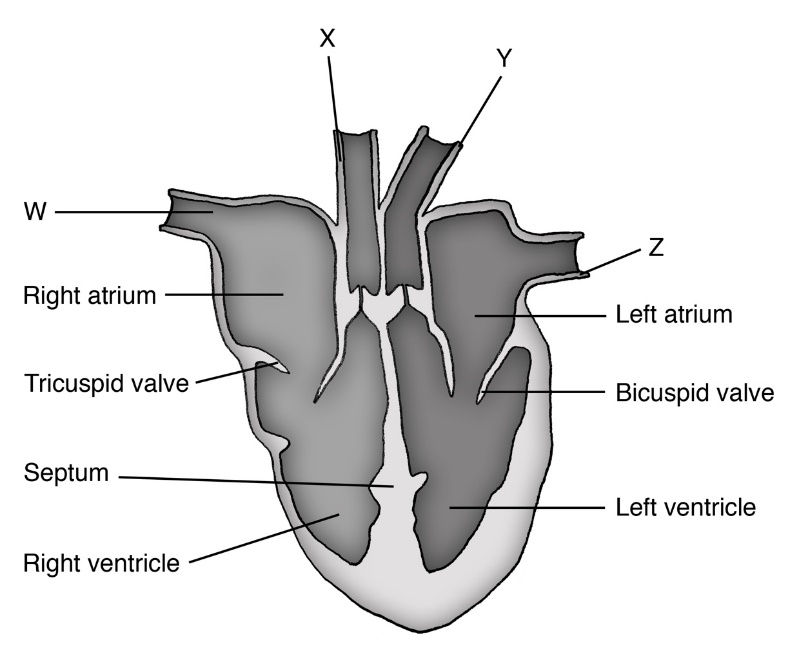 X
Y
W
Z
Right atrium
Left atrium
Tricuspid valve
Bicuspid valve
Septum
Left ventricle
Right ventricle